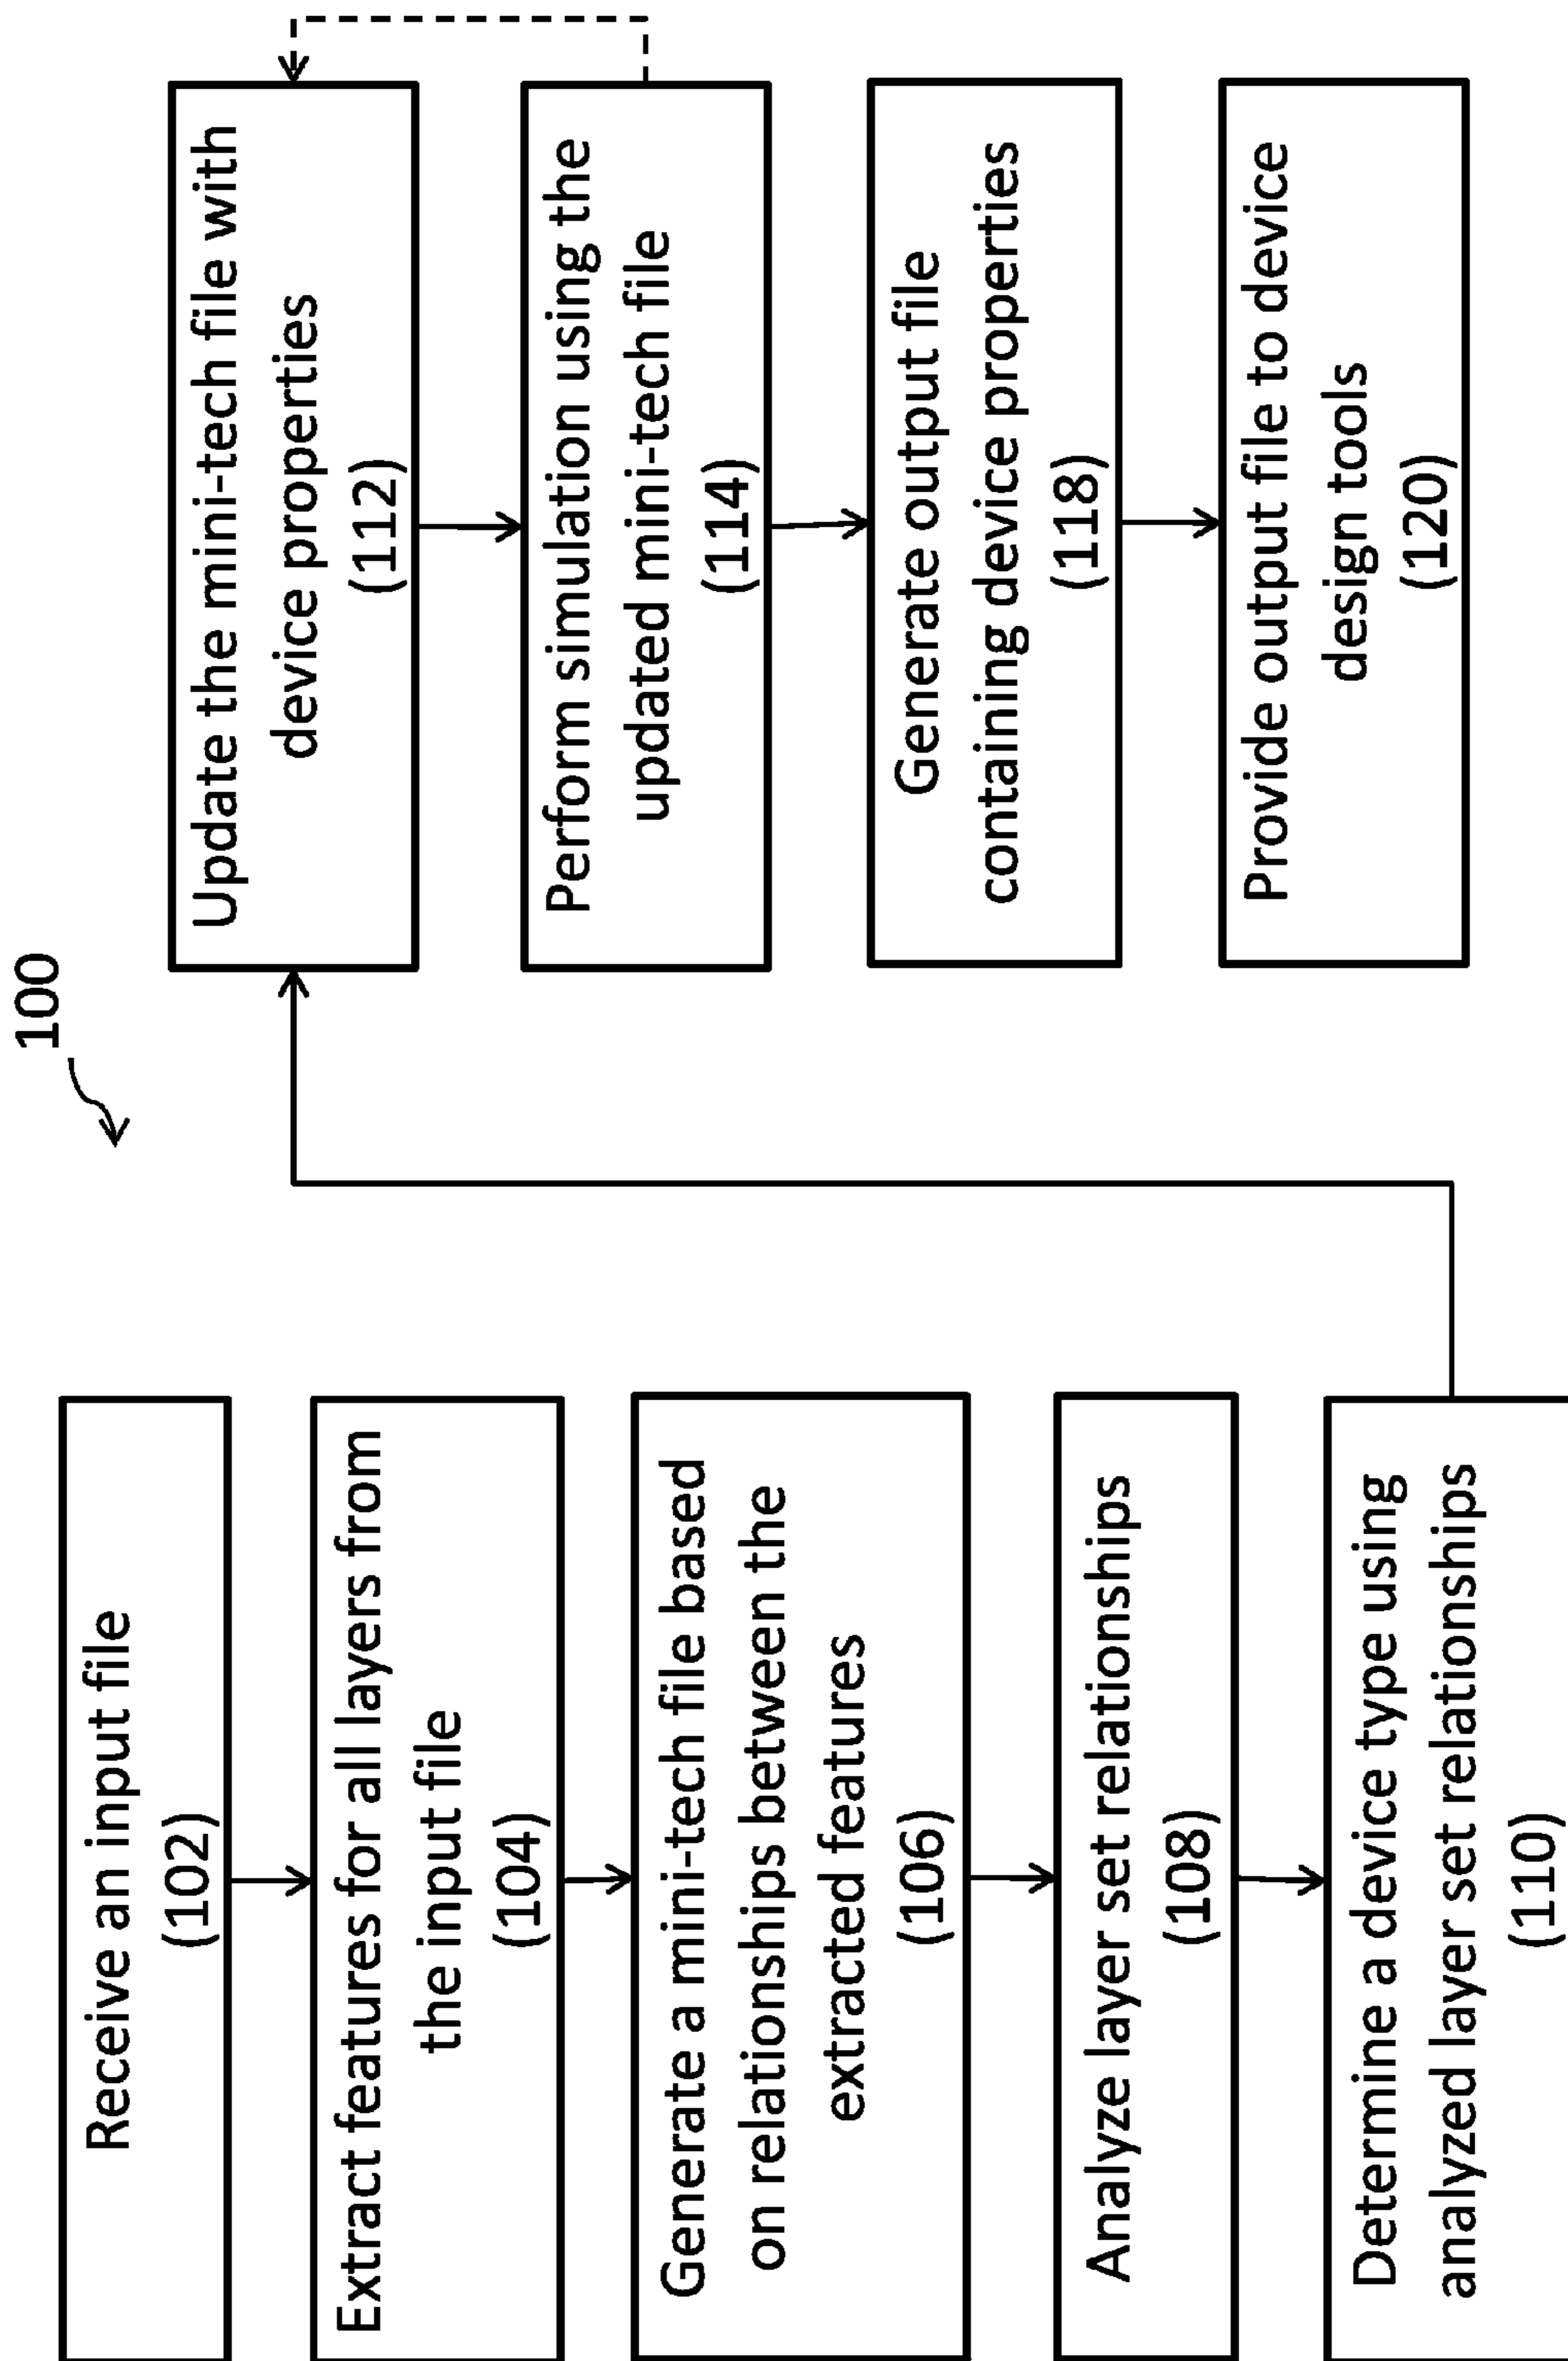 100
Receive an input file
(102)
Extract features for all layers from
the input file
(104)
Generate a mini-tech file based
on relationships between the
extracted features
(106)
Analyze layer set relationships
(108)
Determine a device type using
analyzed layer set relationships
(110)
Update the mini-tech file with
device properties
(112)
Perform simulation using the
updated mini-tech file
(114)
Generate output file
containing device properties
(118)
Provide output file to device
design tools
(120)